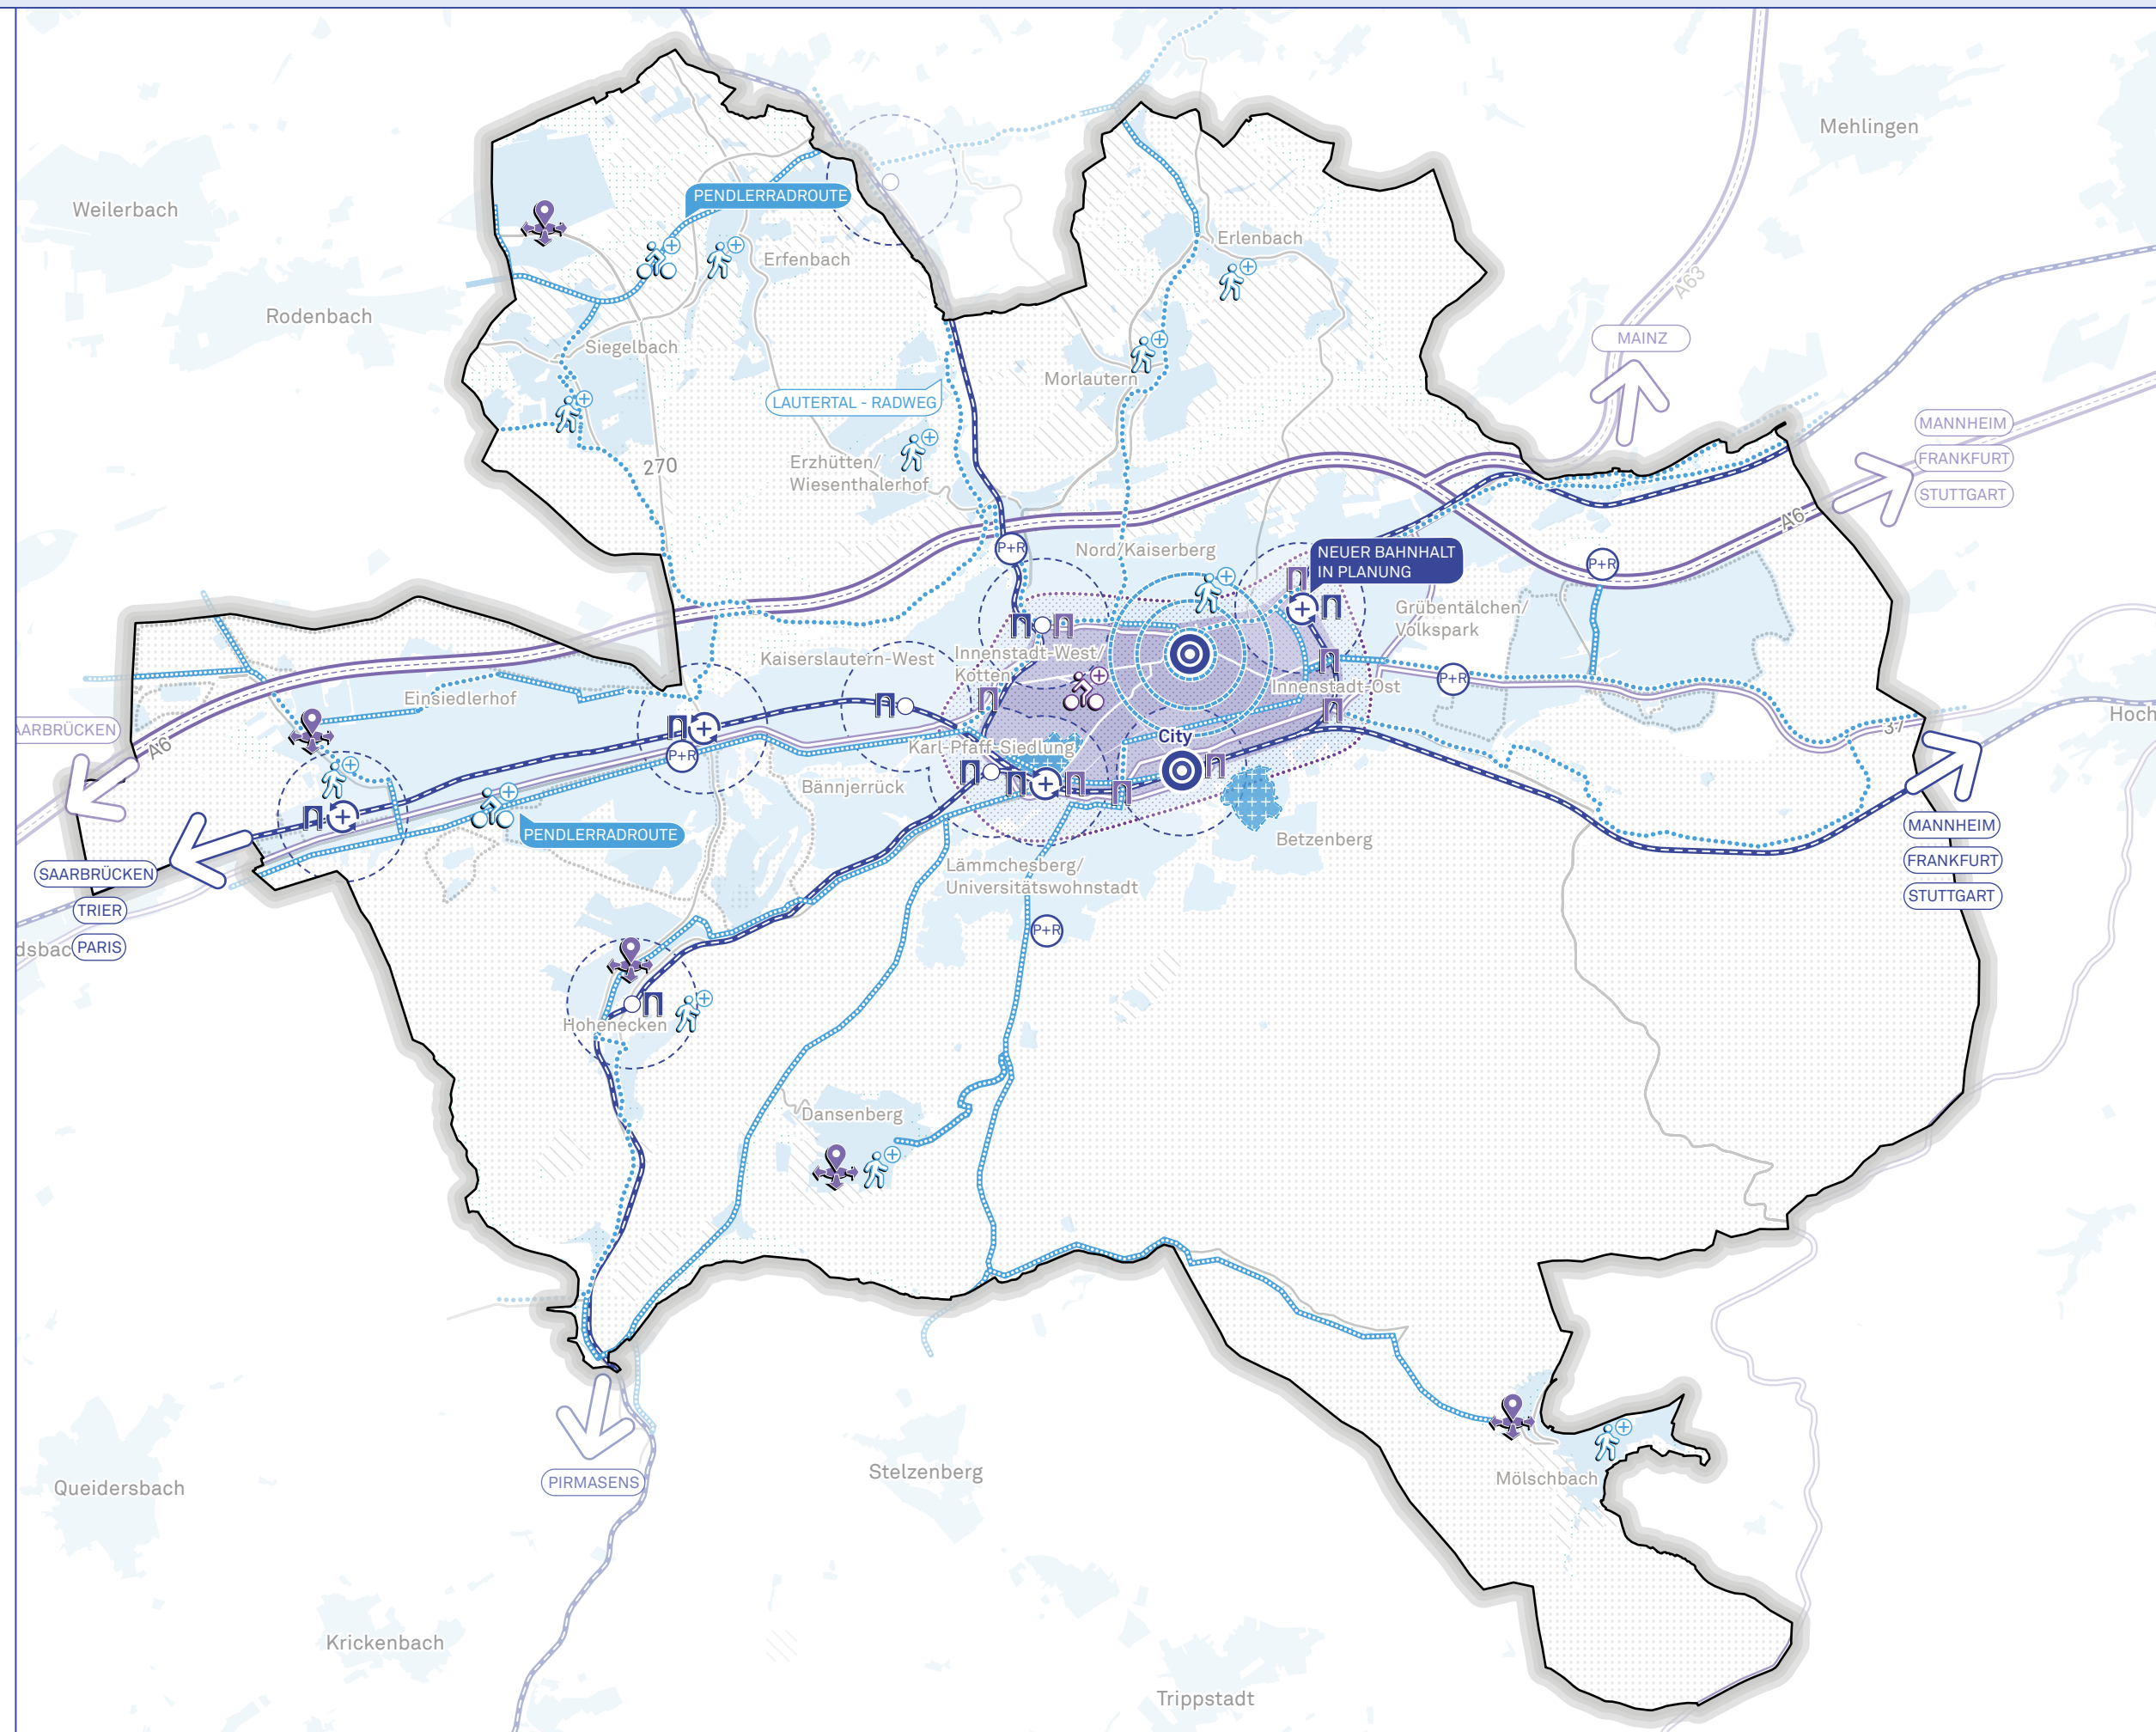 Mehlingen
Weilerbach
PENDLERRADROUTE
Erlenbach
Erfenbach
A63
Rodenbach
MAINZ
Siegelbach
Morlautern
LAUTERTAL - RADWEG
MANNHEIM
FRANKFURT
STUTTGART
270
Erzhütten/
Wiesenthalerhof
A6
P+R
Nord/Kaiserberg
NEUER BAHNHALT
IN PLANUNG
P+R
Grübentälchen/
Volkspark
Kaiserslautern-West
Innenstadt-West/
Kotten
P+R
Innenstadt-Ost
Einsiedlerhof
AARBRÜCKEN
A6
City
Karl-Pfaff-Siedlung
P+R
37
Hoch
Bännjerrück
PENDLERRADROUTE
Betzenberg
MANNHEIM
FRANKFURT
STUTTGART
Lämmchesberg/
Universitätswohnstadt
SAARBRÜCKEN
TRIER
PARIS
dsbac
P+R
Hohenecken
Dansenberg
PIRMASENS
Stelzenberg
Mölschbach
Queidersbach
Krickenbach
Trippstadt